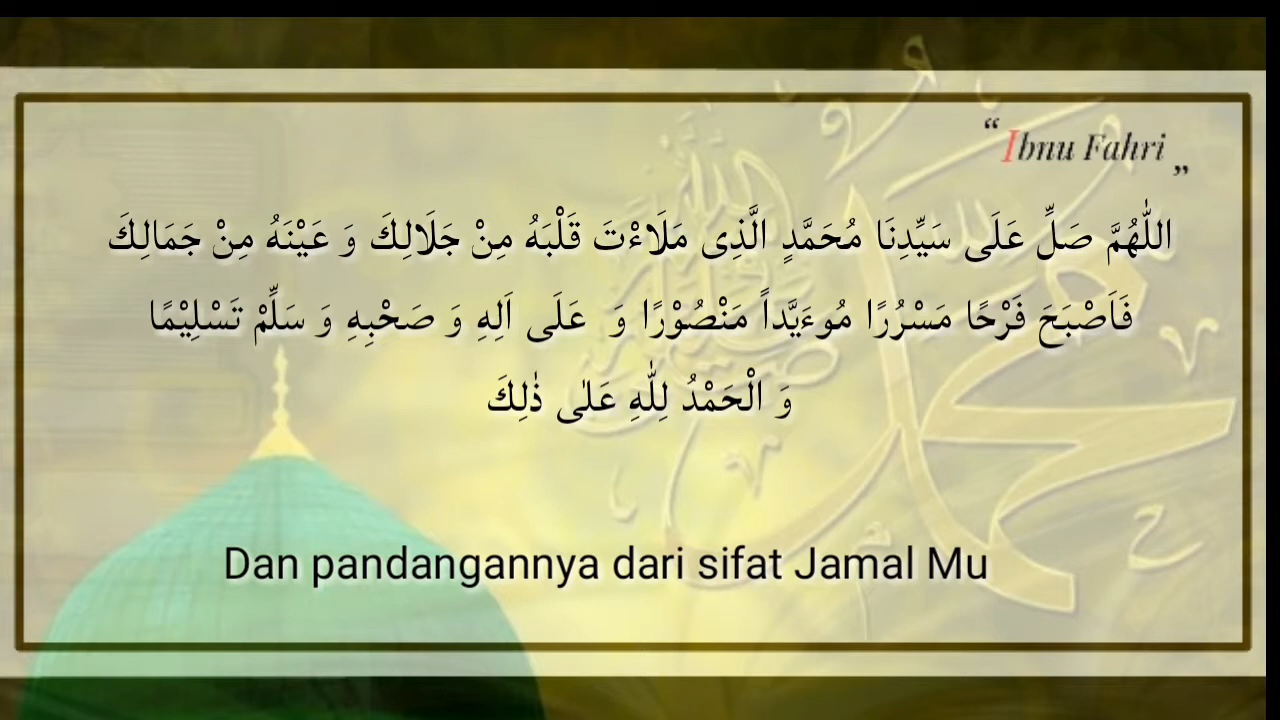 “Ibnu Fahri„
اللّٰهُمَّ صَلِّ عَلَى سَيِّدِنَا مُحَمَّدٍ الَّذِى مَلَاءْتَ قَلْبَهُ مِنْ جَلَالِكَ وَ عَيْنَهُ مِنْ جَمَالِكَ
فَاَصْبَحَ فَرْحًا مَسْرُرًا مُوءَيَّداً مَنْصُوْرًا وَ عَلَى اَلِهِ وَ صَحْبِهِ وَ سَلِّمْ تَسْلِيْمًا
وَ الْحَمْدُ لِلّٰهِ عَلٰى ذٰلِكَ
Dan pandangannya dari sifat Jamal Mu